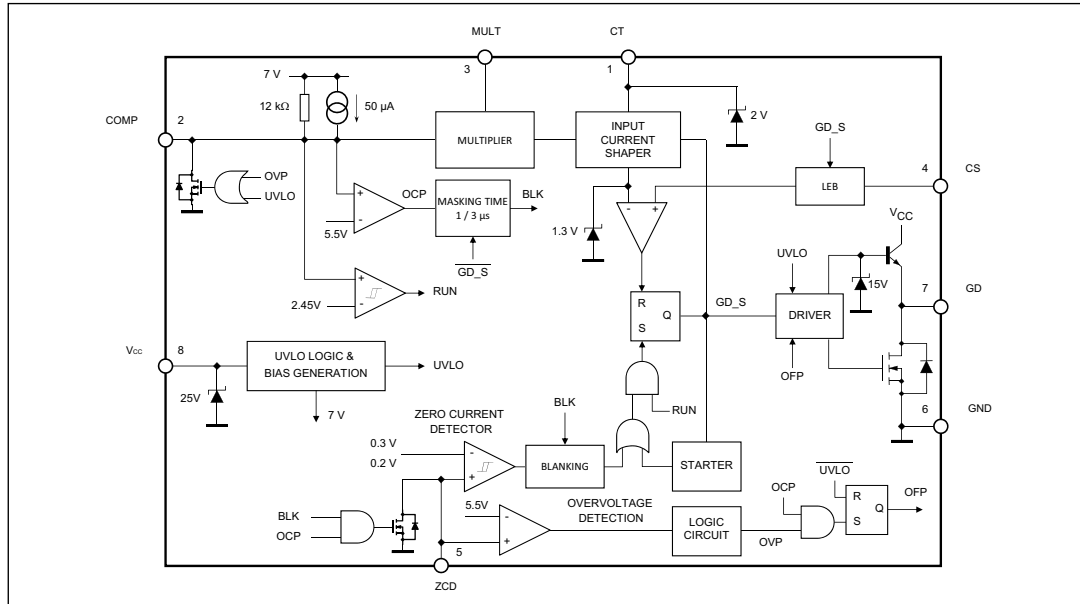 MULT
3
CT
1
7 V
12 kΩ
50 µA
2 V
COMP
2
MULTIPLIER
INPUT
CURRENT
SHAPER
GD_S
4
CS
LEB
OVP
UVLO
+
-
5.5V
OCP
MASKING TIME
1 / 3 µs
BLK
GD_S
1.3 V
-
+
VCC
UVLO
15V
7
GD
+
-
2.45V
RUN
R
S
Q
GD_S
DRIVER
OFP
Vcc
8
UVLO LOGIC &
BIAS GENERATION
UVLO
25V
7 V
6
GND
ZERO CURRENT
DETECTOR
BLK
RUN
0.3 V
0.2 V
-
+
BLANKING
STARTER
UVLO
R
S
Q
OFP
OCP
BLK
OCP
5.5V
-
+
OVERVOLTAGE
DETECTION
LOGIC
CIRCUIT
OVP
5
ZCD